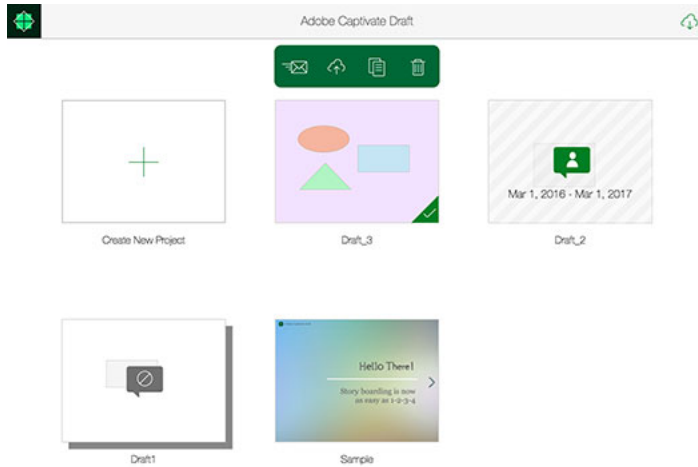 Adobe Captivate Draft
Mar 1, 2016 - Mar 1, 2017
Create New Project
Draft_3
Draft_2
Hello There!
Story boarding is now
as easy as 1-2-3-4
Draft1
Sample